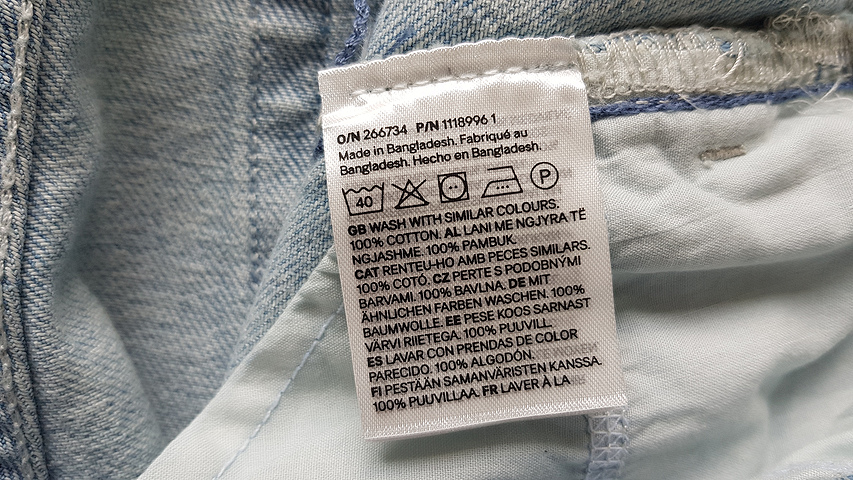 O/N 266734 P/N 1118996 1
Made in Bangladesh. Fabriqué au
Bangladesh. Hecho en Bangladesh.
40 P
GB WASH WITH SIMILAR COLOURS.
100% COTTON. AL LANI ME NGJYRA TË
NGJASHME. 100% PAMBUK.
CAT RENTEU-HO AMB PECES SIMILARS.
100% COTÓ. CZ PERTE S PODOBNÝMI
BARVAMI. 100% BAVLNA. DE MIT
ÄHNLICHEN FARBEN WASCHEN. 100%
BAUMWOLLE. EE PESE KOOS SARNAST
VÄRVI RIIETEGA. 100% PUUVILL.
ES LAVAR CON PRENDAS DE COLOR
PARECIDO. 100% ALGODÓN.
FI PESTÄÄN SAMANVÄRISTEN KANSSA.
100% PUUVILLAA. FR LAVER À LA